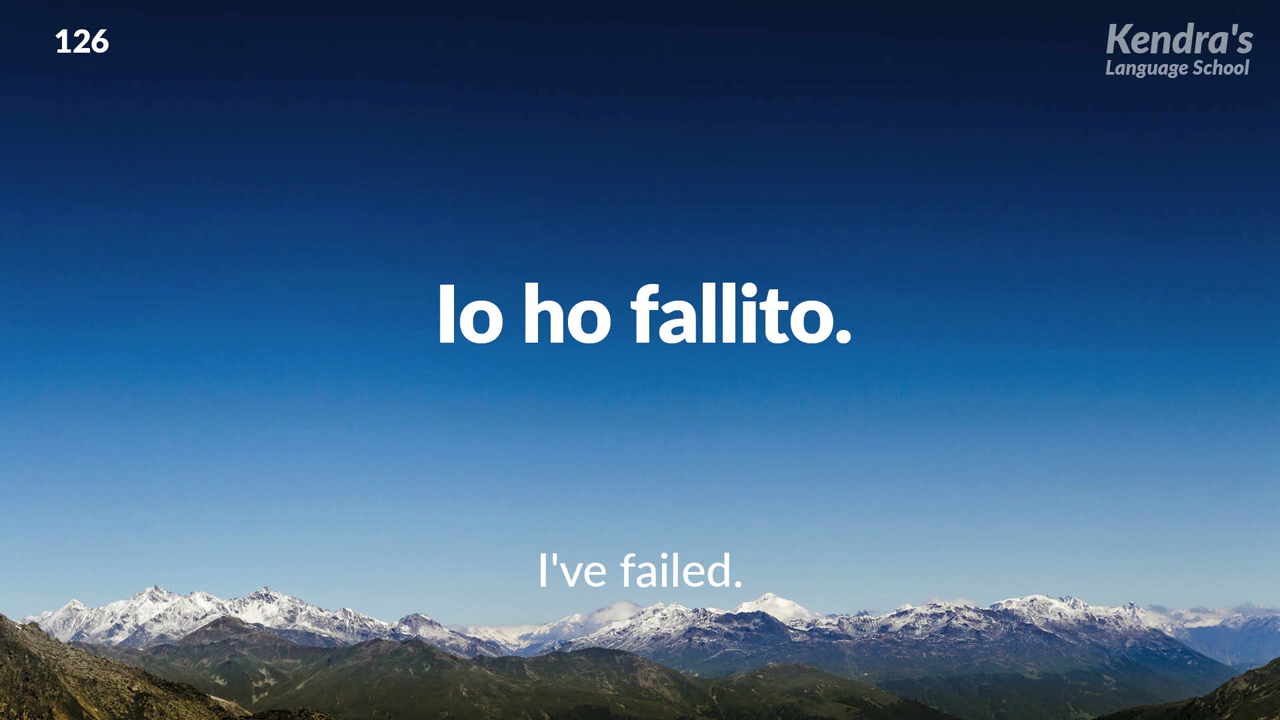 126
Kendra's
Language School
Io ho fallito.
I've failed.